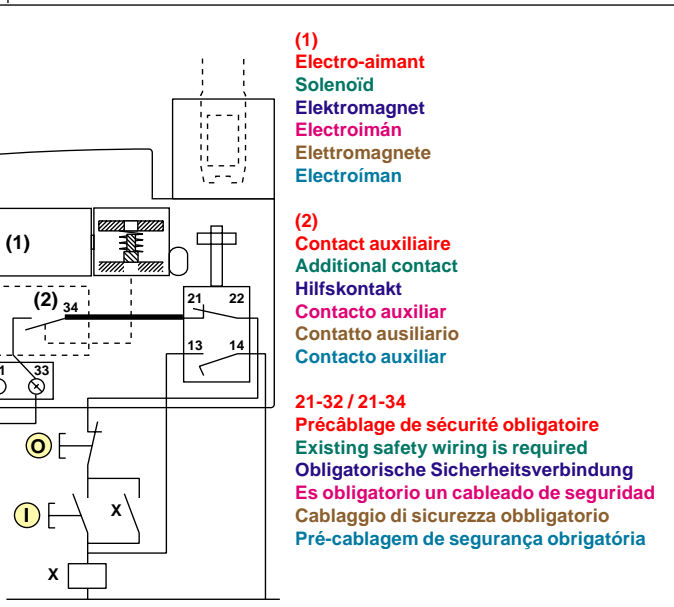 (1)
Electro-aimant
Solenoïd
Elektromagnet
Electroimán
Elettromagnete
Electroíman
(1)
(2)
Contact auxiliaire
Additional contact
Hilfskontakt
Contacto auxiliar
Contatto ausiliario
Contacto auxiliar
(2) 34
21 22
13 14
1 33
21-32 / 21-34
Précâblage de sécurité obligatoire
Existing safety wiring is required
Obligatorische Sicherheitsverbindung
Es obligatorio un cableado de seguridad
Cablaggio di sicurezza obbligatorio
Pré-cablagem de segurança obrigatória
O
I
X
X